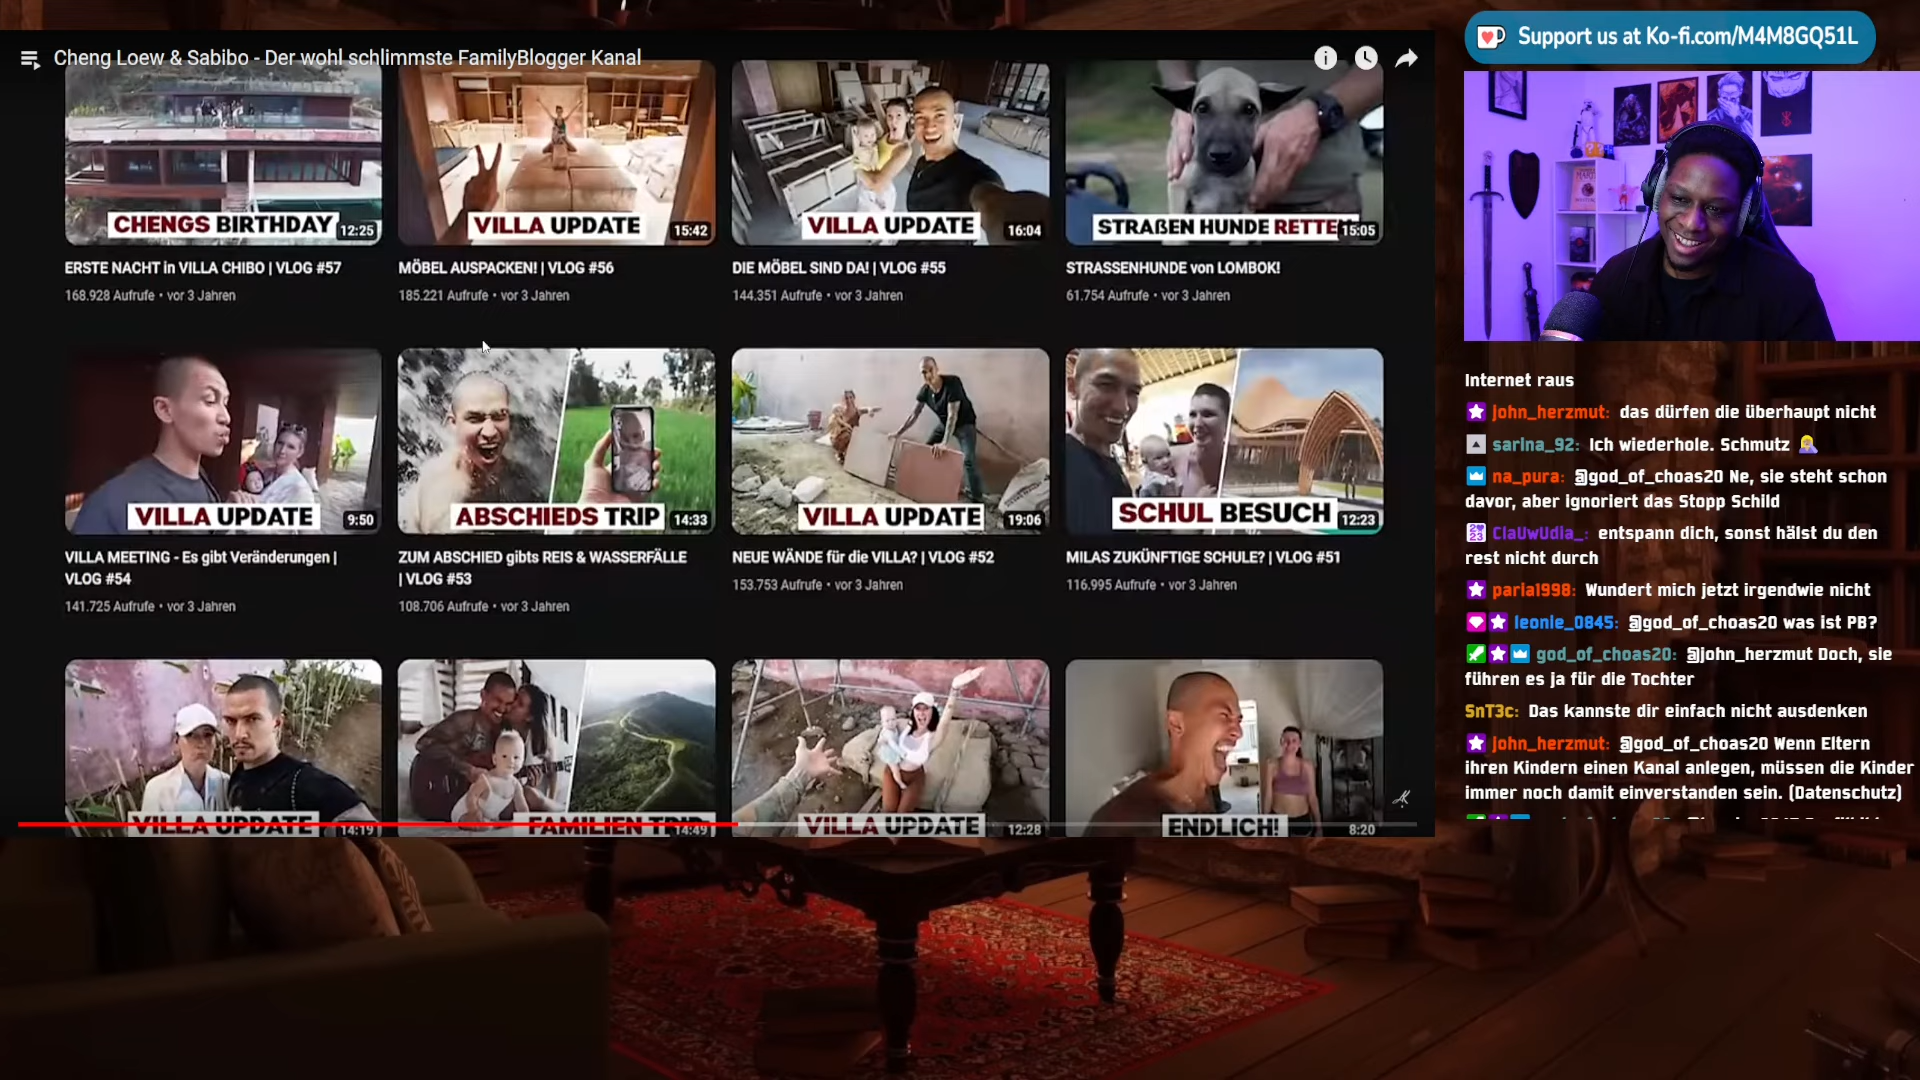 Cheng Loew & Sabibo - Der wohl schlimmste FamilyBlogger Kanal
Support us at Ko-fi.com/M4M8GQ51L
CHENGS BIRTHDAY
12:25
VILLA UPDATE
15:42
VILLA UPDATE
16:04
STRAßEN HUNDE RETTEN
15:05
ERSTE NACHT in VILLA CHIBO | VLOG #57
168.928 Aufrufe • vor 3 Jahren
MÖBEL AUSPACKEN! | VLOG #56
185.221 Aufrufe • vor 3 Jahren
DIE MÖBEL SIND DA! | VLOG #55
144.351 Aufrufe • vor 3 Jahren
STRASSENHUNDE von LOMBOK!
61.754 Aufrufe • vor 3 Jahren
VILLA UPDATE
9:50
ABSCHIEDS TRIP
14:33
VILLA UPDATE
19:06
SCHUL BESUCH
12:23
VILLA MEETING - Es gibt Veränderungen |
VLOG #54
141.725 Aufrufe • vor 3 Jahren
ZUM ABSCHIED gibts REIS & WASSERFÄLLE
| VLOG #53
108.706 Aufrufe • vor 3 Jahren
NEUE WÄNDE für die VILLA? | VLOG #52
153.753 Aufrufe • vor 3 Jahren
MILAS ZUKÜNFTIGE SCHULE? | VLOG #51
116.995 Aufrufe • vor 3 Jahren
VILLA UPDATE
14:19
FAMILIEN TRIP
14:49
VILLA UPDATE
12:28
ENDLICH!
8:20
Internet raus
john_herzmut: das dürfen die überhaupt nicht
sarina_92: Ich wiederhole. Schmutz
na_pura: @god_of_choas20 Ne, sie steht schon
davor, aber ignoriert das Stopp Schild
ClaUwUdia_: entspann dich, sonst hälst du den
rest nicht durch
paria1998: Wundert mich jetzt irgendwie nicht
leonie_0845: @god_of_choas20 was ist PB?
god_of_choas20: @john_herzmut Doch, sie
führen es ja für die Tochter
SnT3c: Das kannste dir einfach nicht ausdenken
john_herzmut: @god_of_choas20 Wenn Eltern
ihren Kindern einen Kanal anlegen, müssen die Kinder
immer noch damit einverstanden sein. (Datenschutz)